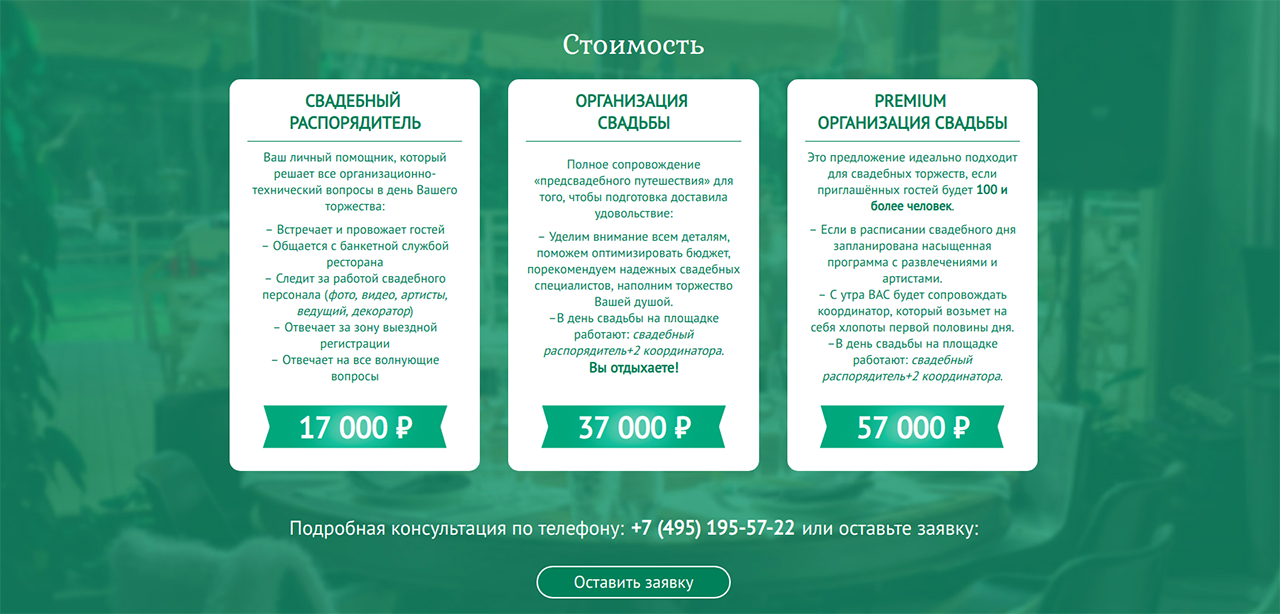 Стоимость
СВАДЕБНЫЙ
РАСПОРЯДИТЕЛЬ
Ваш личный помощник, который
решает все организационно-
технический вопросы в день Вашего
торжества:
– Встречает и провожает гостей
– Общается с банкетной службой
ресторана
– Следит за работой свадебного
персонала (фото, видео, артисты,
ведущий, декоратор)
– Отвечает за зону выездной
регистрации
– Отвечает на все волнующие
вопросы
17 000 ₽
ОРГАНИЗАЦИЯ
СВАДЬБЫ
Полное сопровождение
«предсвадебного путешествия» для
того, чтобы подготовка доставила
удовольствие:
– Уделим внимание всем деталям,
поможем оптимизировать бюджет,
порекомендуем надежных свадебных
специалистов, наполним торжество
Вашей душой.
–В день свадьбы на площадке
работают: свадебный
распорядитель+2 координатора.
Вы отдыхаете!
37 000 ₽
PREMIUM
ОРГАНИЗАЦИЯ СВАДЬБЫ
Это предложение идеально подходит
для свадебных торжеств, если
приглашённых гостей будет 100 и
более человек.
– Если в расписании свадебного дня
запланирована насыщенная
программа с развлечениями и
артистами.
– С утра ВАС будет сопровождать
координатор, который возьмет на
себя хлопоты первой половины дня.
–В день свадьбы на площадке
работают: свадебный
распорядитель+2 координатора.
57 000 ₽
Подробная консультация по телефону: +7 (495) 195-57-22 или оставьте заявку:
Оставить заявку